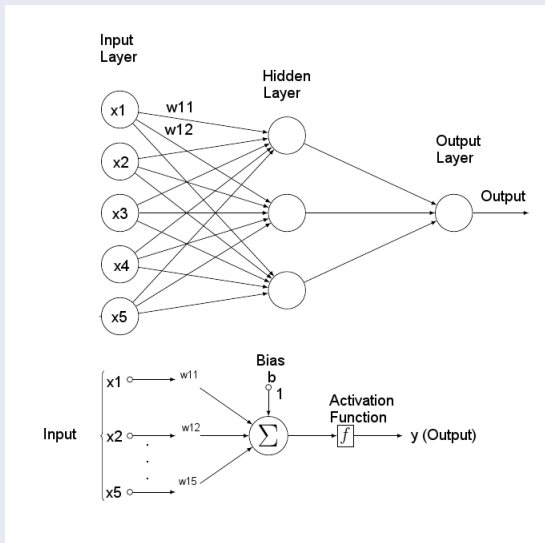 Input
Layer
Hidden
Layer
Output
Layer
x1
w11
w12
x2
x3
Output
x4
x5
Bias
b
1
Activation
Function
Input
x1
w11
x2
w12
Σ
f
y (Output)
x5
w15